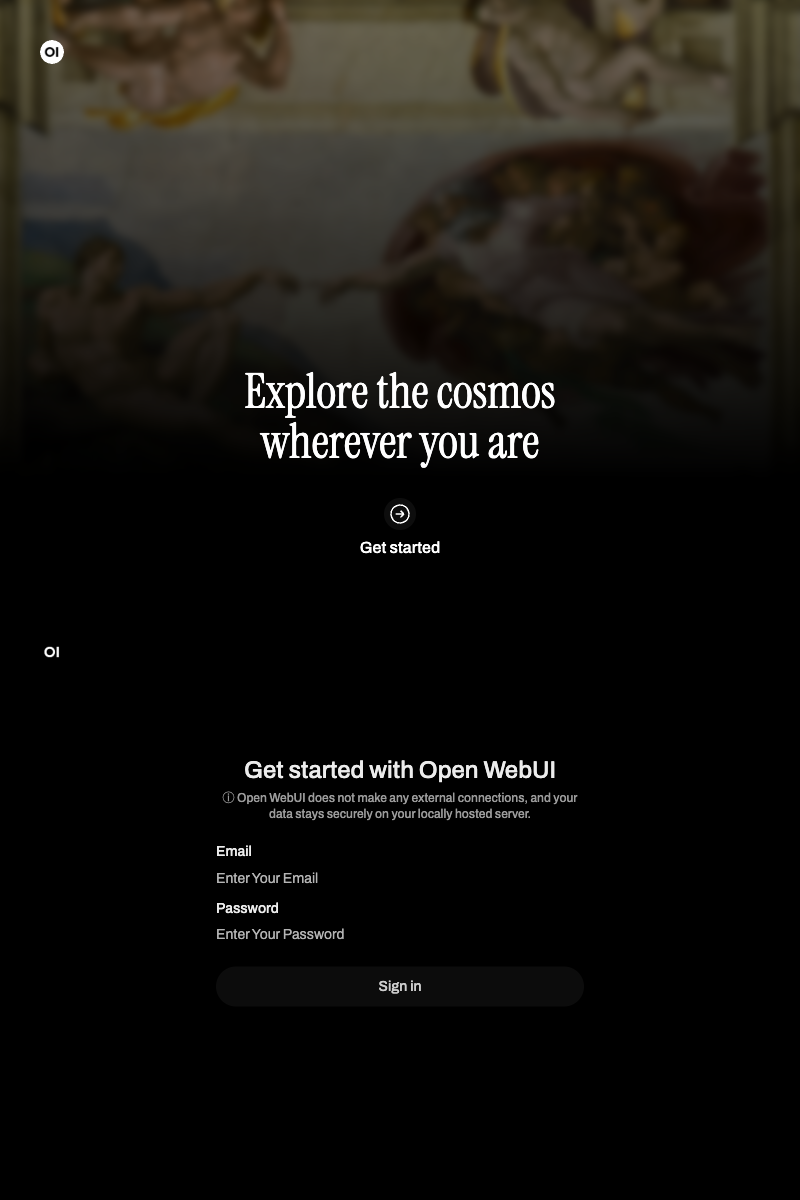 OI
Explore the cosmos
wherever you are
Get started
OI
Get started with Open WebUI
ⓘ Open WebUI does not make any external connections, and your
data stays securely on your locally hosted server.
Email
Enter Your Email
Password
Enter Your Password
Sign in